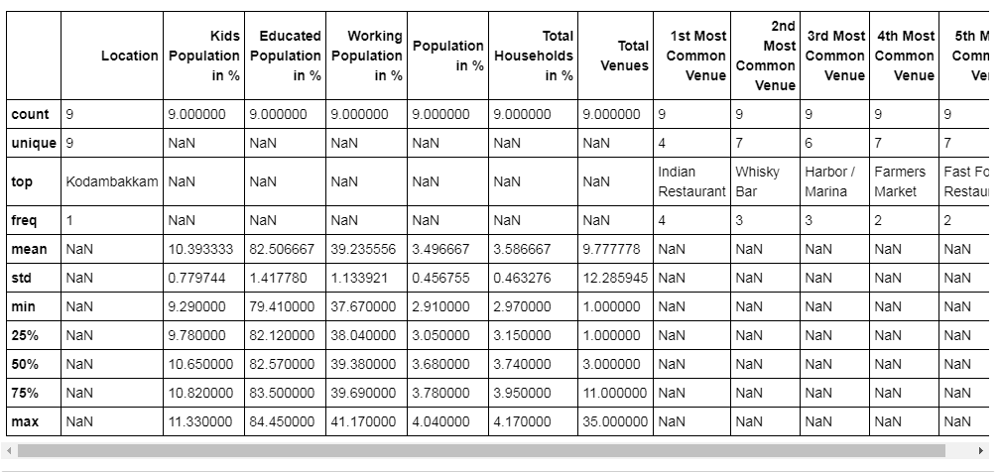 Location Kids Population in % Educated Population in % Working Population in % Population in % Total Households in % Total Venues 1st Most Common Venue 2nd Most Common Venue 3rd Most Common Venue 4th Most Common Venue 5th M Comm Ve
count 9 9.000000 9.000000 9.000000 9.000000 9.000000 9.000000 9 9 9 9 9
unique 9 NaN NaN NaN NaN NaN NaN 4 7 6 7 7
top Kodambakkam NaN NaN NaN NaN NaN NaN Indian Restaurant Whisky Bar Harbor / Marina Farmers Market Fast Fo Restau
freq 1 NaN NaN NaN NaN NaN NaN 4 3 3 2 2
mean NaN 10.393333 82.506667 39.235556 3.496667 3.586667 9.777778 NaN NaN NaN NaN NaN
std NaN 0.779744 1.417780 1.133921 0.456755 0.463276 12.285945 NaN NaN NaN NaN NaN
min NaN 9.290000 79.410000 37.670000 2.910000 2.970000 1.000000 NaN NaN NaN NaN NaN
25% NaN 9.780000 82.120000 38.040000 3.050000 3.150000 1.000000 NaN NaN NaN NaN NaN
50% NaN 10.650000 82.570000 39.380000 3.680000 3.740000 3.000000 NaN NaN NaN NaN NaN
75% NaN 10.820000 83.500000 39.690000 3.780000 3.950000 11.000000 NaN NaN NaN NaN NaN
max NaN 11.330000 84.450000 41.170000 4.040000 4.170000 35.000000 NaN NaN NaN NaN NaN